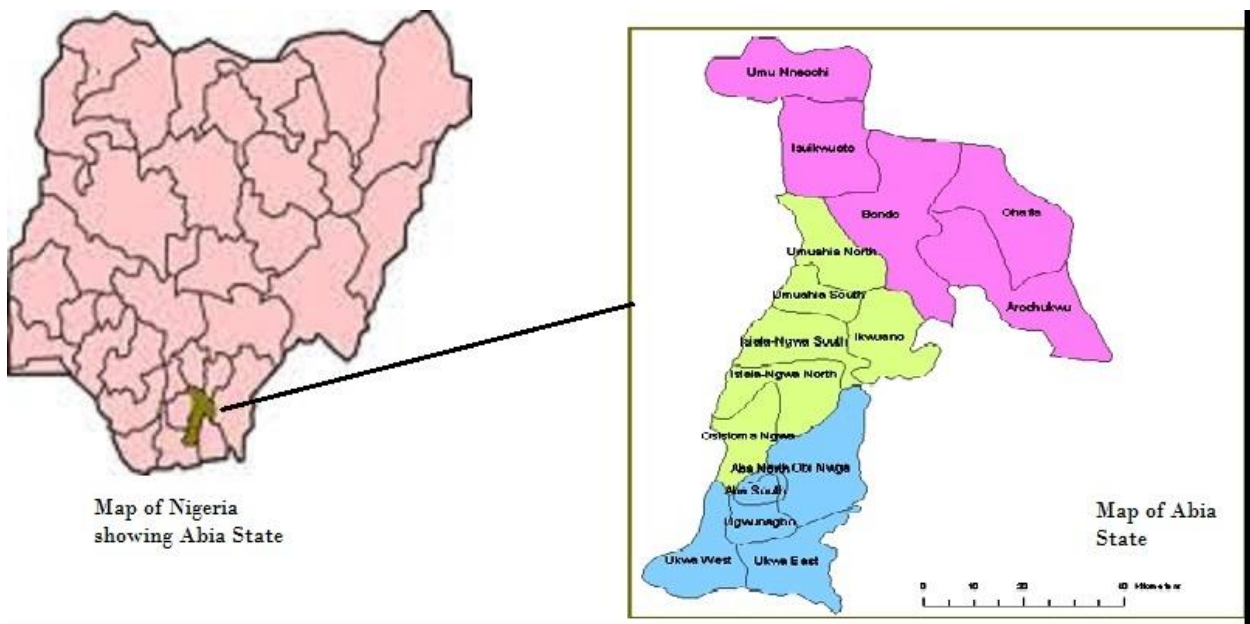 Umu Nneochi
Isuikwuato
Bende
Ohafia
Umuahia North
Umuahia South
Arochukwu
Isiala-Ngwa South
Ikwuano
Isiala-Ngwa North
Osisioma Ngwa
Aba North
Obi Nwga
Aba South
Ugwunagbo
Ukwa West
Ukwa East
Map of Nigeria
showing Abia State
Map of Abia
State
0 10 20 40 Kilometers